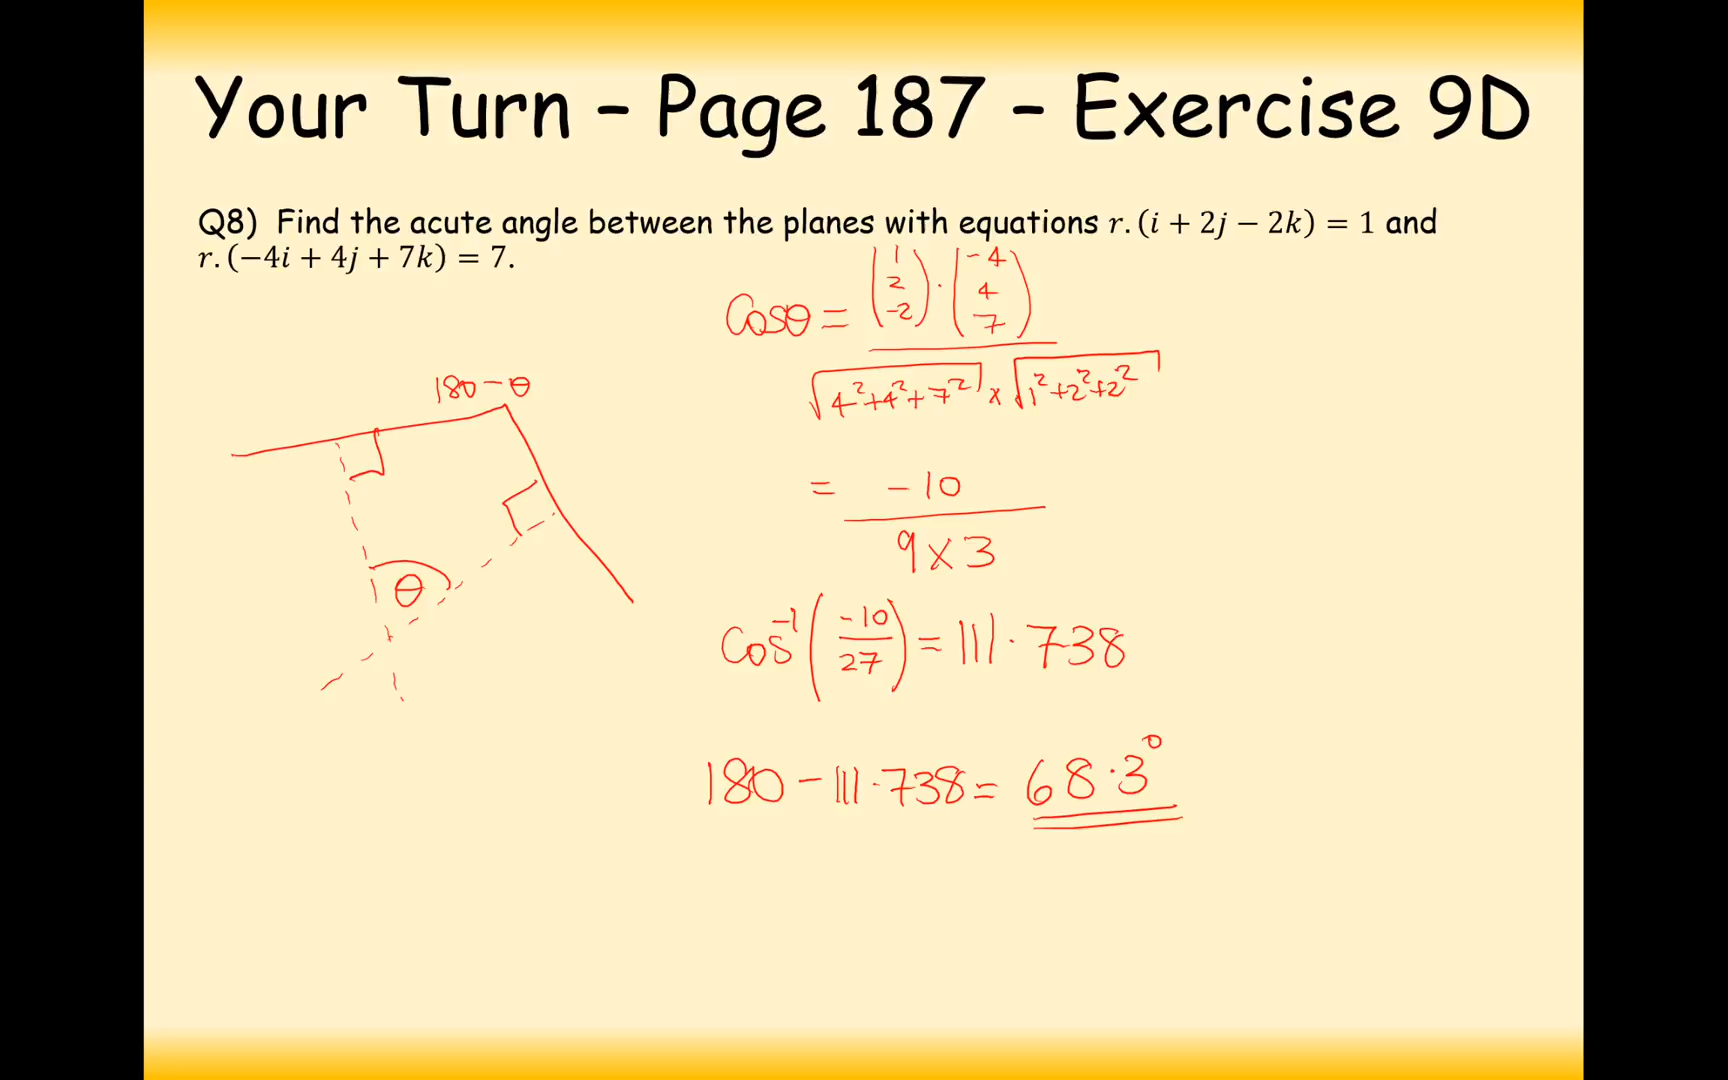 Your Turn – Page 187 – Exercise 9D
Q8) Find the acute angle between the planes with equations r.(i + 2j − 2k) = 1 and
r.(−4i + 4j + 7k) = 7.
Cosθ = (1 2 -2) · (-4 4 7)
√4²+4²+7² × √1²+2²+2²
180 − θ
= -10
9 × 3
θ
Cos⁻¹(-10/27) = 111.738
180 − 111.738 = 68.3°